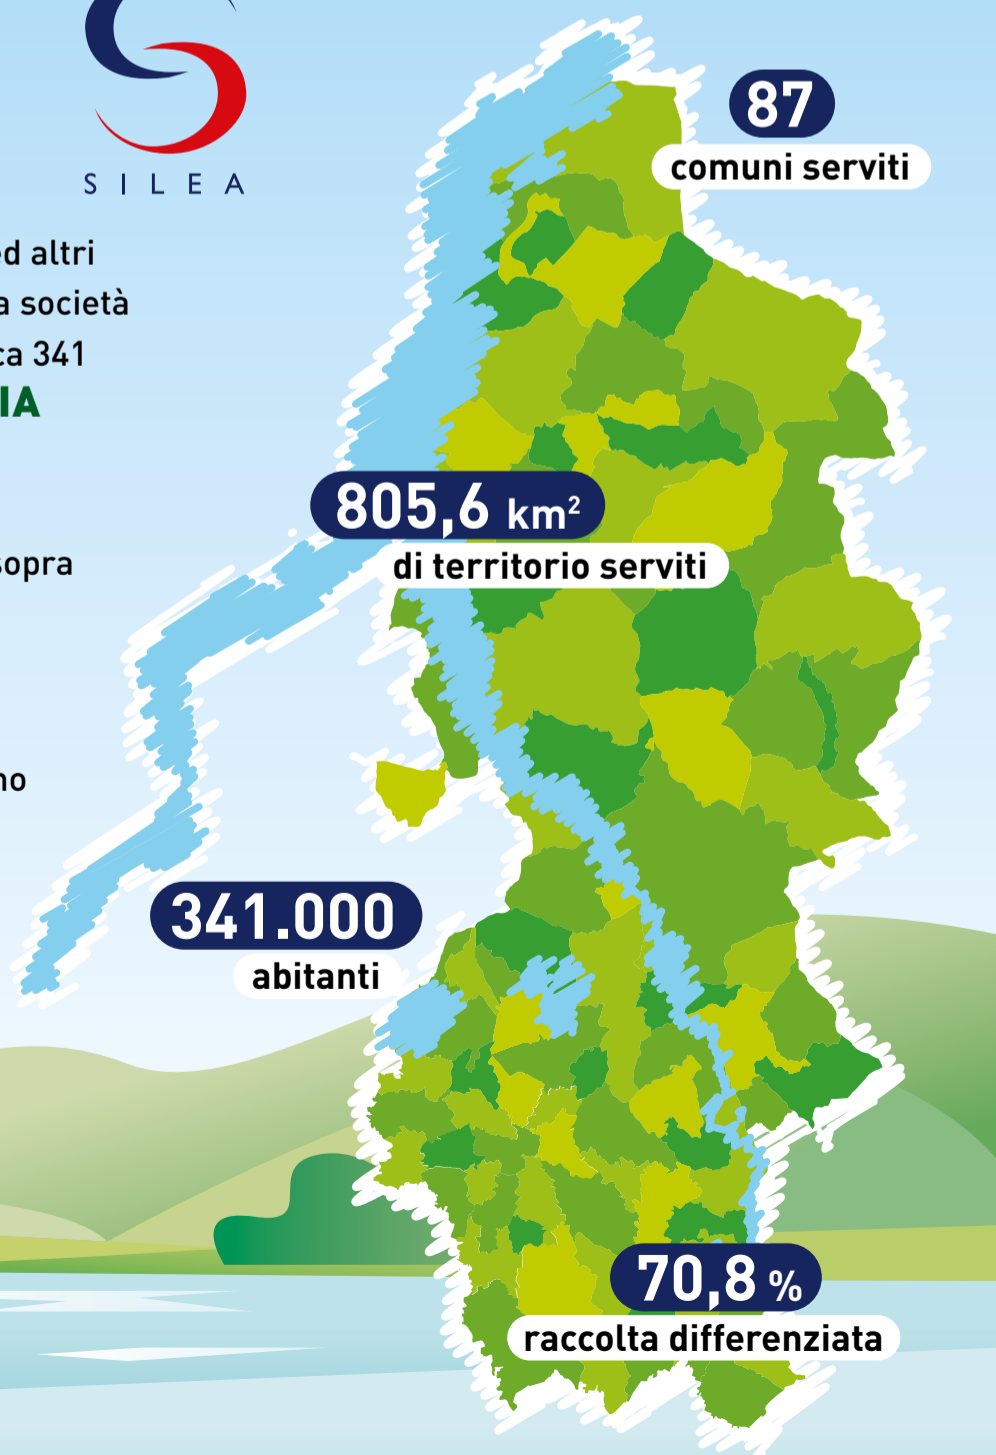 SILEA
87
comuni serviti
ed altri
a società
ca 341
IA
805,6 km²
di territorio serviti
sopra
no
341.000
abitanti
70,8 %
raccolta differenziata